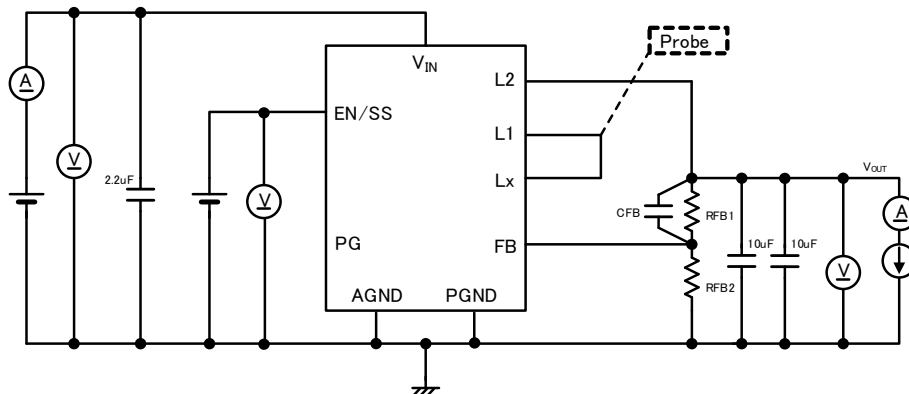 Probe
VIN
L2
A
EN/SS
L1
V
2.2uF
V
Lx
VOUT
CFB
RFB1
A
PG
FB
10uF
10uF
V
RFB2
AGND
PGND